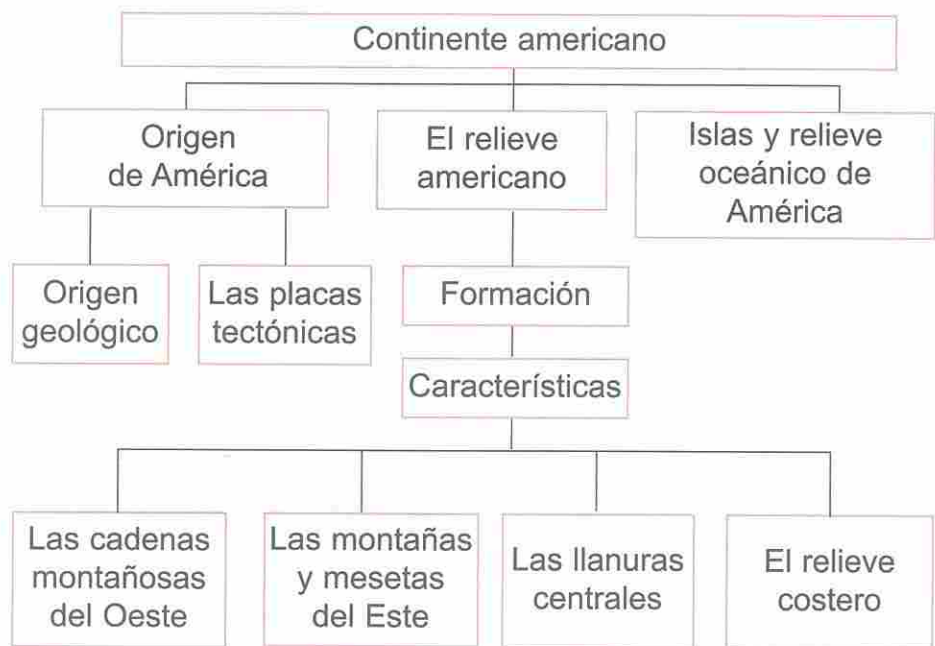 Continente americano
Origen
de América
El relieve
americano
Islas y relieve
oceánico de
América
Origen
geológico
Las placas
tectónicas
Formación
Características
Las cadenas
montañosas
del Oeste
Las montañas
y mesetas
del Este
Las llanuras
centrales
El relieve
costero